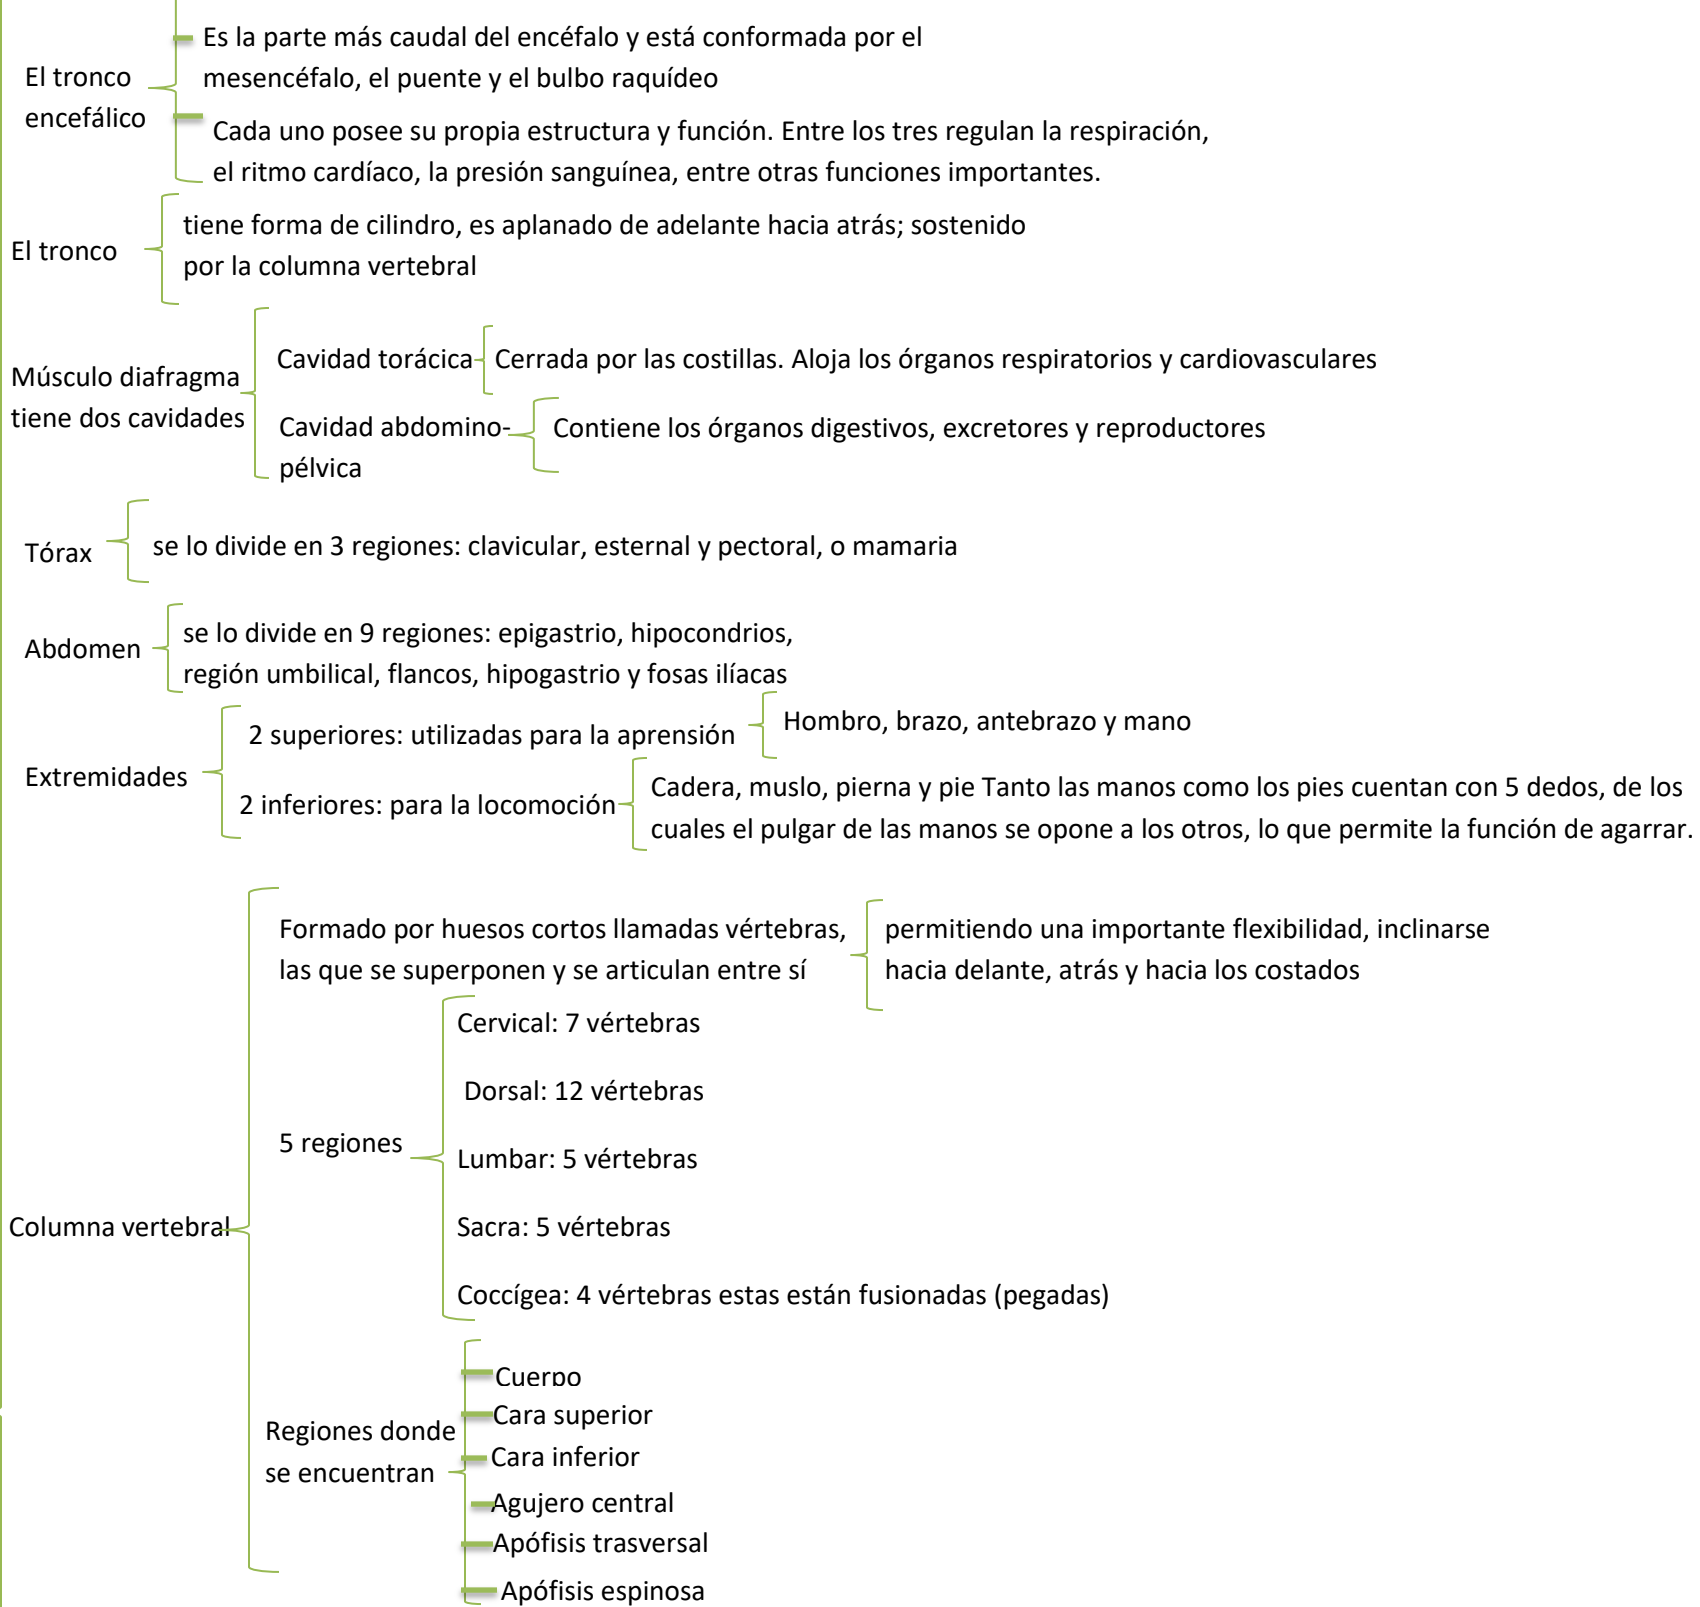 Es la parte más caudal del encéfalo y está conformada por el
mesencéfalo, el puente y el bulbo raquídeo
El tronco
encefálico
Cada uno posee su propia estructura y función. Entre los tres regulan la respiración,
el ritmo cardíaco, la presión sanguínea, entre otras funciones importantes.
El tronco
tiene forma de cilindro, es aplanado de adelante hacia atrás; sostenido
por la columna vertebral
Músculo diafragma
tiene dos cavidades
Cavidad torácica
Cerrada por las costillas. Aloja los órganos respiratorios y cardiovasculares
Cavidad abdomino-
pélvica
Contiene los órganos digestivos, excretores y reproductores
Tórax
se lo divide en 3 regiones: clavicular, esternal y pectoral, o mamaria
Abdomen
se lo divide en 9 regiones: epigastrio, hipocondrios,
región umbilical, flancos, hipogastrio y fosas ilíacas
Extremidades
2 superiores: utilizadas para la aprensión
Hombro, brazo, antebrazo y mano
2 inferiores: para la locomoción
Cadera, muslo, pierna y pie Tanto las manos como los pies cuentan con 5 dedos, de los
cuales el pulgar de las manos se opone a los otros, lo que permite la función de agarrar.
Columna vertebral
Formado por huesos cortos llamadas vértebras,
las que se superponen y se articulan entre sí
permitiendo una importante flexibilidad, inclinarse
hacia delante, atrás y hacia los costados
5 regiones
Cervical: 7 vértebras
Dorsal: 12 vértebras
Lumbar: 5 vértebras
Sacra: 5 vértebras
Coccígea: 4 vértebras estas están fusionadas (pegadas)
Regiones donde
se encuentran
Cuerpo
Cara superior
Cara inferior
Agujero central
Apófisis trasversal
Apófisis espinosa